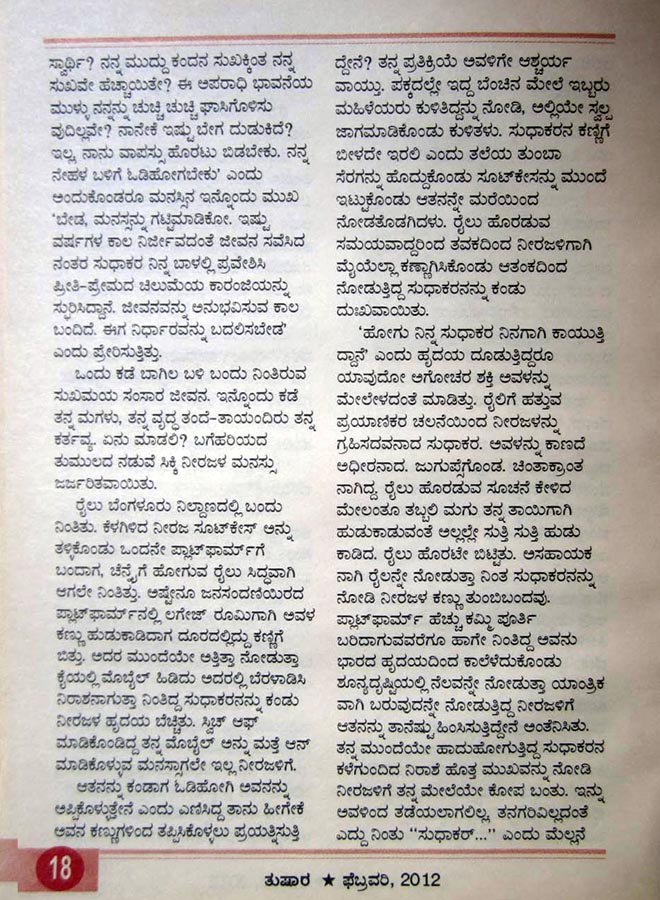 ಸ್ವಾರ್ಥಿ? ನನ್ನ ಮುದ್ದು ಕಂದನ ಸುಖಕ್ಕಿಂತ ನನ್ನ
ಸುಖವೇ ಹೆಚ್ಚಾಯಿತೇ? ಈ ಅಪರಾಧಿ ಭಾವನೆಯ
ಮುಳ್ಳು ನನ್ನನ್ನು ಚುಚ್ಚಿ ಚುಚ್ಚಿ ಘಾಸಿಗೊಳಿಸು
ವುದಿಲ್ಲವೇ? ನಾನೇಕೆ ಇಷ್ಟು ಬೇಗ ದುಡುಕಿದೆ?
ಇಲ್ಲ, ನಾನು ವಾಪಸ್ಸು ಹೊರಟು ಬಿಡಬೇಕು. ನನ್ನ
ನೇಹಳ ಬಳಿಗೆ ಓಡಿಹೋಗಬೇಕು' ಎಂದು
ಅಂದುಕೊಂಡರೂ ಮನಸ್ಸಿನ ಇನ್ನೊಂದು ಮುಖ
'ಬೇಡ, ಮನಸ್ಸನ್ನು ಗಟ್ಟಿಮಾಡಿಕೋ. ಇಷ್ಟು
ವರ್ಷಗಳ ಕಾಲ ನಿರ್ಜೀವದಂತೆ ಜೀವನ ಸವೆಸಿದ
ನಂತರ ಸುಧಾಕರ ನಿನ್ನ ಬಾಳಲ್ಲಿ ಪ್ರವೇಶಿಸಿ
ಪ್ರೀತಿ-ಪ್ರೇಮದ ಚಿಲುಮೆಯ ಕಾರಂಜಿಯನ್ನು
ಸ್ಫುರಿಸಿದ್ದಾನೆ. ಜೀವನವನ್ನು ಅನುಭವಿಸುವ ಕಾಲ
ಬಂದಿದೆ. ಈಗ ನಿರ್ಧಾರವನ್ನು ಬದಲಿಸಬೇಡ'
ಎಂದು ಪ್ರೇರಿಸುತ್ತಿತ್ತು.
ಒಂದು ಕಡೆ ಬಾಗಿಲ ಬಳಿ ಬಂದು ನಿಂತಿರುವ
ಸುಖಮಯ ಸಂಸಾರ ಜೀವನ. ಇನ್ನೊಂದು ಕಡೆ
ತನ್ನ ಮಗಳು, ತನ್ನ ವೃದ್ಧ ತಂದೆ-ತಾಯಂದಿರು ತನ್ನ
ಕರ್ತವ್ಯ. ಏನು ಮಾಡಲಿ? ಬಗೆಹರಿಯದ
ತುಮುಲದ ನಡುವೆ ಸಿಕ್ಕಿ ನೀರಜಳ ಮನಸ್ಸು
ಜರ್ಜರಿತವಾಯಿತು.
ರೈಲು ಬೆಂಗಳೂರು ನಿಲ್ದಾಣದಲ್ಲಿ ಬಂದು
ನಿಂತಿತು. ಕೆಳಗಿಳಿದ ನೀರಜ ಸೂಟ್‌ಕೇಸ್ ಅನ್ನು
ತಳ್ಳಿಕೊಂಡು ಒಂದನೇ ಪ್ಲಾಟ್‌ಫಾರ್ಮ್‌ಗೆ
ಬಂದಾಗ, ಚೆನ್ನೈಗೆ ಹೋಗುವ ರೈಲು ಸಿದ್ಧವಾಗಿ
ಆಗಲೇ ನಿಂತಿತ್ತು. ಅಷ್ಟೇನೂ ಜನಸಂದಣಿಯಿರದ
ಪ್ಲಾಟ್‌ಫಾರ್ಮ್‌ನಲ್ಲಿ ಲಗೇಜ್ ರೂಮಿಗಾಗಿ ಅವಳ
ಕಣ್ಣು ಹುಡುಕಾಡಿದಾಗ ದೂರದಲ್ಲಿದ್ದು ಕಣ್ಣಿಗೆ
ಬಿತ್ತು. ಅದರ ಮುಂದೆಯೇ ಅತ್ತಿತ್ತಾ ನೋಡುತ್ತಾ
ಕೈಯಲ್ಲಿ ಮೊಬೈಲ್ ಹಿಡಿದು ಅದರಲ್ಲಿ ಬೆರಳಾಡಿಸಿ
ನಿರಾಶನಾಗುತ್ತಾ ನಿಂತಿದ್ದ ಸುಧಾಕರನನ್ನು ಕಂಡು
ನೀರಜಳ ಹೃದಯ ಬೆಚ್ಚಿತು. ಸ್ವಿಚ್ ಆಫ್
ಮಾಡಿಕೊಂಡಿದ್ದ ತನ್ನ ಮೊಬೈಲ್ ಅನ್ನು ಮತ್ತೆ ಆನ್
ಮಾಡಿಕೊಳ್ಳುವ ಮನಸ್ಸಾಗಲೇ ಇಲ್ಲ ನೀರಜಳಿಗೆ.
ಆತನನ್ನು ಕಂಡಾಗ ಓಡಿಹೋಗಿ ಅವನನ್ನು
ಅಪ್ಪಿಕೊಳ್ಳುತ್ತೇನೆ ಎಂದು ಎಣಿಸಿದ್ದ ತಾನು ಹೀಗೇಕೆ
ಅವನ ಕಣ್ಣುಗಳಿಂದ ತಪ್ಪಿಸಿಕೊಳ್ಳಲು ಪ್ರಯತ್ನಿಸುತ್ತಿ
ದ್ದೇನೆ? ತನ್ನ ಪ್ರತಿಕ್ರಿಯೆ ಅವಳಿಗೇ ಆಶ್ಚರ್ಯ
ವಾಯ್ತು. ಪಕ್ಕದಲ್ಲೇ ಇದ್ದ ಬೆಂಚಿನ ಮೇಲೆ ಇಬ್ಬರು
ಮಹಿಳೆಯರು ಕುಳಿತಿದ್ದನ್ನು ನೋಡಿ, ಅಲ್ಲಿಯೇ ಸ್ವಲ್ಪ
ಜಾಗಮಾಡಿಕೊಂಡು ಕುಳಿತಳು. ಸುಧಾಕರನ ಕಣ್ಣಿಗೆ
ಬೀಳದೇ ಇರಲಿ ಎಂದು ತಲೆಯ ತುಂಬಾ
ಸೆರಗನ್ನು ಹೊದ್ದುಕೊಂಡು ಸೂಟ್‌ಕೇಸನ್ನು ಮುಂದೆ
ಇಟ್ಟುಕೊಂಡು ಆತನನ್ನೇ ಮರೆಯಿಂದ
ನೋಡತೊಡಗಿದಳು. ರೈಲು ಹೊರಡುವ
ಸಮಯವಾದ್ದರಿಂದ ತವಕದಿಂದ ನೀರಜಳಿಗಾಗಿ
ಮೈಯೆಲ್ಲಾ ಕಣ್ಣಾಗಿಸಿಕೊಂಡು ಆತಂಕದಿಂದ
ನೋಡುತ್ತಿದ್ದ ಸುಧಾಕರನನ್ನು ಕಂಡು
ದುಃಖವಾಯಿತು.
'ಹೋಗು ನಿನ್ನ ಸುಧಾಕರ ನಿನಗಾಗಿ ಕಾಯುತ್ತಿ
ದ್ದಾನೆ' ಎಂದು ಹೃದಯ ದೂಡುತ್ತಿದ್ದರೂ
ಯಾವುದೋ ಅಗೋಚರ ಶಕ್ತಿ ಅವಳನ್ನು
ಮೇಲೇಳದಂತೆ ಮಾಡಿತ್ತು. ರೈಲಿಗೆ ಹತ್ತುವ
ಪ್ರಯಾಣಿಕರ ಚಲನೆಯಿಂದ ನೀರಜಳನ್ನು
ಗ್ರಹಿಸದವನಾದ ಸುಧಾಕರ. ಅವಳನ್ನು ಕಾಣದೆ
ಅಧೀರನಾದ. ಜುಗುಪ್ಸೆಗೊಂಡ. ಚಿಂತಾಕ್ರಾಂತ
ನಾಗಿದ್ದ. ರೈಲು ಹೊರಡುವ ಸೂಚನೆ ಕೇಳಿದ
ಮೇಲಂತೂ ತಬ್ಬಲಿ ಮಗು ತನ್ನ ತಾಯಿಗಾಗಿ
ಹುಡುಕಾಡುವಂತೆ ಅಲ್ಲಲ್ಲೇ ಸುತ್ತಿ ಸುತ್ತಿ ಹುಡು
ಕಾಡಿದ. ರೈಲು ಹೊರಟೇ ಬಿಟ್ಟಿತು. ಅಸಹಾಯಕ
ನಾಗಿ ರೈಲನ್ನೇ ನೋಡುತ್ತಾ ನಿಂತ ಸುಧಾಕರನನ್ನು
ನೋಡಿ ನೀರಜಳ ಕಣ್ಣು ತುಂಬಿಬಂದವು.
ಪ್ಲಾಟ್‌ಫಾರ್ಮ್ ಹೆಚ್ಚು ಕಮ್ಮಿ ಪೂರ್ತಿ
ಬರಿದಾಗುವವರೆಗೂ ಹಾಗೇ ನಿಂತಿದ್ದ ಅವನು
ಭಾರದ ಹೃದಯದಿಂದ ಕಾಲೆಳೆದುಕೊಂಡು
ಶೂನ್ಯದೃಷ್ಟಿಯಲ್ಲಿ ನೆಲವನ್ನೇ ನೋಡುತ್ತಾ ಯಾಂತ್ರಿಕ
ವಾಗಿ ಬರುವುದನ್ನೇ ನೋಡುತ್ತಿದ್ದ ನೀರಜಳಿಗೆ
ಆತನನ್ನು ತಾನೆಷ್ಟು ಹಿಂಸಿಸುತ್ತಿದ್ದೇನೆ ಅಂತೆನಿಸಿತು.
ತನ್ನ ಮುಂದೆಯೇ ಹಾದುಹೋಗುತ್ತಿದ್ದ ಸುಧಾಕರನ
ಕಳೆಗುಂದಿದ ನಿರಾಶೆ ಹೊತ್ತ ಮುಖವನ್ನು ನೋಡಿ
ನೀರಜಳಿಗೆ ತನ್ನ ಮೇಲೆಯೇ ಕೋಪ ಬಂತು. ಇನ್ನು
ಅವಳಿಂದ ತಡೆಯಲಾಗಲಿಲ್ಲ. ತನಗರಿವಿಲ್ಲದಂತೆ
ಎದ್ದು ನಿಂತು "ಸುಧಾಕರ್..." ಎಂದು ಮೆಲ್ಲನೆ
18
ತುಷಾರ ★ ಫೆಬ್ರವರಿ, 2012